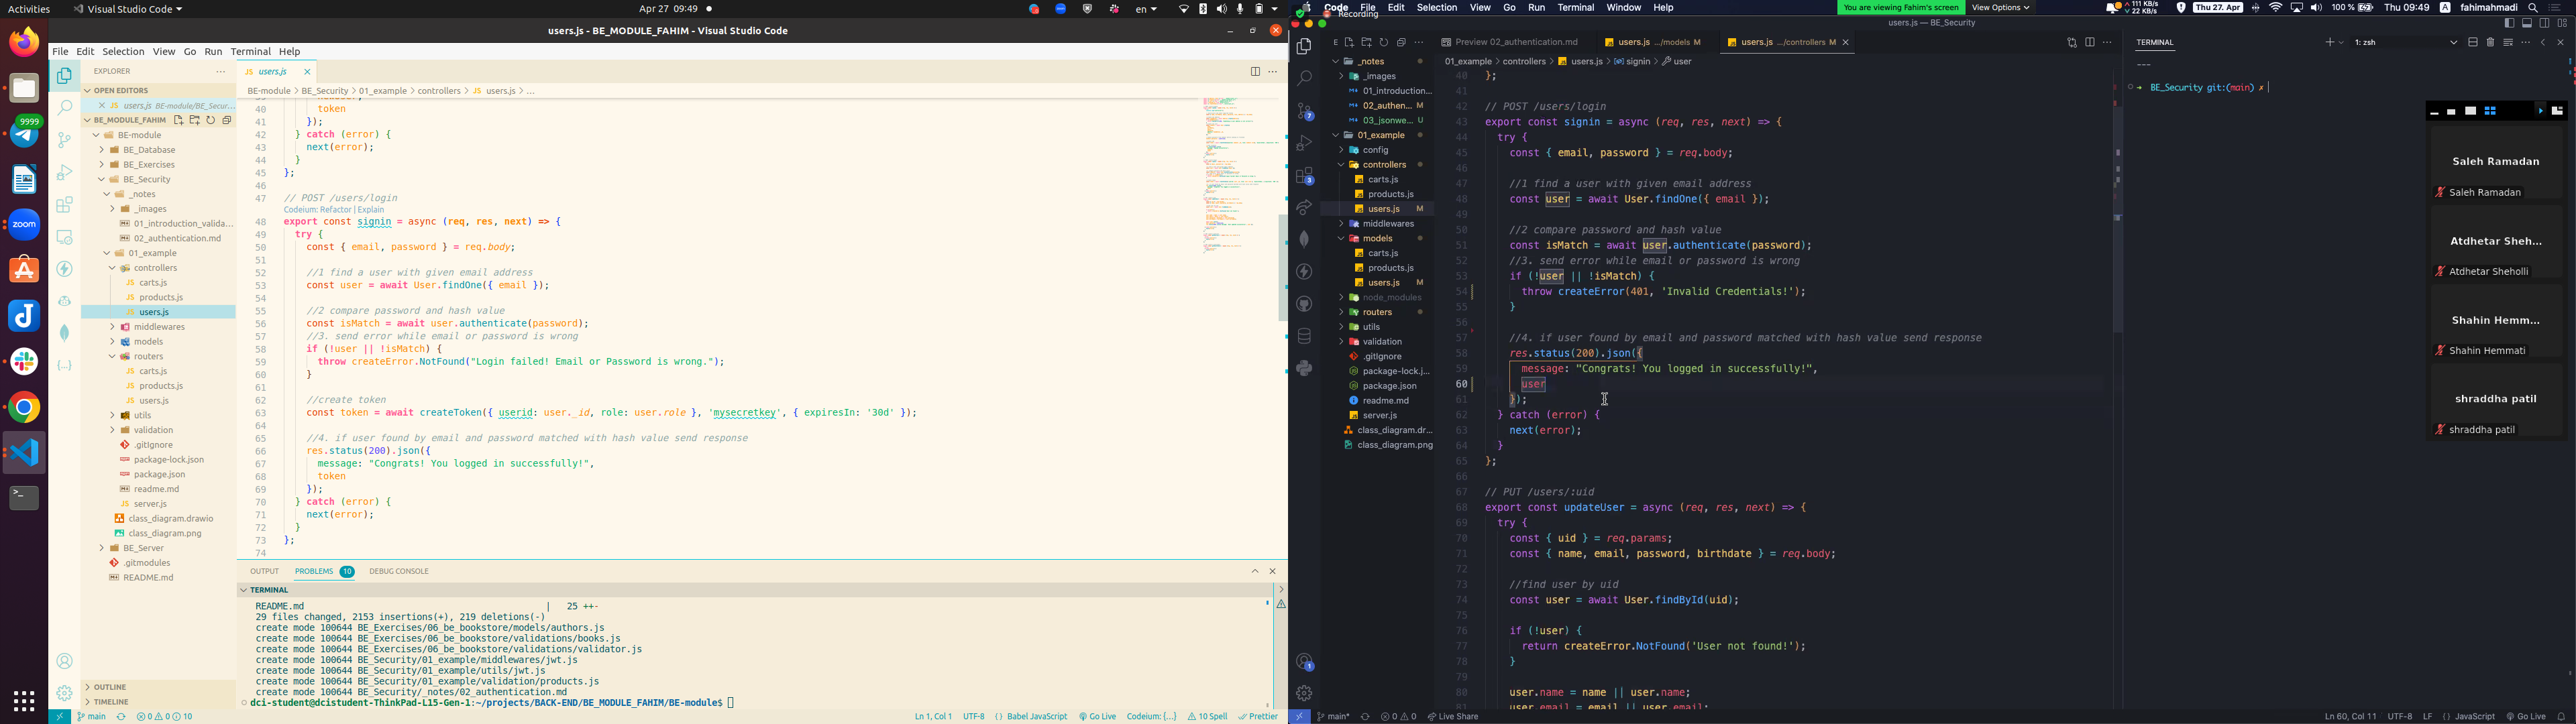 Activities
Visual Studio Code
Apr 27 09:49
en
users.js - BE_MODULE_FAHIM - Visual Studio Code
File Edit Selection View Go Run Terminal Help
EXPLORER
OPEN EDITORS
users.js BE-module/BE_Secur...
BE_MODULE_FAHIM
BE-module
BE_Database
BE_Exercises
BE_Security
_notes
_images
01_introduction_valida...
02_authentication.md
01_example
controllers
carts.js
products.js
users.js
middlewares
models
routers
carts.js
products.js
users.js
utils
validation
.gitIgnore
package-lock.json
package.json
readme.md
server.js
class_diagram.drawio
class_diagram.png
BE_Server
.gitmodules
README.md
OUTLINE
TIMELINE
9999
zoom
users.js
BE-module > BE_Security > 01_example > controllers > users.js > ...
40 token
41 });
42 } catch (error) {
43 next(error);
44 }
45 };
46
47 // POST /users/login
Codeium: Refactor | Explain
48 export const signin = async (req, res, next) => {
49 try {
50 const { email, password } = req.body;
51
52 //1 find a user with given email address
53 const user = await User.findOne({ email });
54
55 //2 compare password and hash value
56 const isMatch = await user.authenticate(password);
57 //3. send error while email or password is wrong
58 if (!user || !isMatch) {
59 throw createError.NotFound("Login failed! Email or Password is wrong.");
60 }
61
62 //create token
63 const token = await createToken({ userid: user._id, role: user.role }, 'mysecretkey', { expiresIn: '30d' });
64
65 //4. if user found by email and password matched with hash value send response
66 res.status(200).json({
67 message: "Congrats! You logged in successfully!",
68 token
69 });
70 } catch (error) {
71 next(error);
72 }
73 };
74
OUTPUT PROBLEMS 10 DEBUG CONSOLE
TERMINAL
README.md | 25 ++-
29 files changed, 2153 insertions(+), 219 deletions(-)
create mode 100644 BE_Exercises/06_be_bookstore/models/authors.js
create mode 100644 BE_Exercises/06_be_bookstore/validations/books.js
create mode 100644 BE_Exercises/06_be_bookstore/validations/validator.js
create mode 100644 BE_Security/01_example/middlewares/jwt.js
create mode 100644 BE_Security/01_example/utils/jwt.js
create mode 100644 BE_Security/01_example/validation/products.js
create mode 100644 BE_Security/_notes/02_authentication.md
dci-student@dcistudent-ThinkPad-L15-Gen-1:~/projects/BACK-END/BE_MODULE_FAHIM/BE-module$
main 0 0 10
Ln 1, Col 1 UTF-8 {} Babel JavaScript Go Live Codeium: {...} 10 Spell Prettier
Code File Edit Selection View Go Run Terminal Window Help
Recording
You are viewing Fahim's screen
View Options
111 KB/s
22 KB/s
Thu 27. Apr
100 %
Thu 09:49
A
fahimahmadi
users.js — BE_Security
Preview 02_authentication.md
users.js .../models M
users.js .../controllers M
01_example > controllers > users.js > signin > user
E
_notes
_images
01_introduction...
02_authen... M
03_jsonwe... U
01_example
config
controllers
carts.js
products.js
users.js M
middlewares
models
carts.js
products.js
users.js M
node_modules
routers
utils
validation
.gitIgnore
package-lock.j...
package.json
readme.md
server.js
class_diagram.dr...
class_diagram.png
7
3
1
40 };
41
42 // POST /users/login
43 export const signin = async (req, res, next) => {
44 try {
45 const { email, password } = req.body;
46
47 //1 find a user with given email address
48 const user = await User.findOne({ email });
49
50 //2 compare password and hash value
51 const isMatch = await user.authenticate(password);
52 //3. send error while email or password is wrong
53 if (!user || !isMatch) {
54 throw createError(401, 'Invalid Credentials!');
55 }
56
57 //4. if user found by email and password matched with hash value send response
58 res.status(200).json({
59 message: "Congrats! You logged in successfully!",
60 user
61 });
62 } catch (error) {
63 next(error);
64 }
65 };
66
67 // PUT /users/:uid
68 export const updateUser = async (req, res, next) => {
69 try {
70 const { uid } = req.params;
71 const { name, email, password, birthdate } = req.body;
72
73 //find user by uid
74 const user = await User.findById(uid);
75
76 if (!user) {
77 return createError.NotFound('User not found!');
78 }
79
80 user.name = name || user.name;
81 user.email = email || user.email;
TERMINAL
1: zsh
---
BE_Security git:(main) ✗
Saleh Ramadan
Saleh Ramadan
Atdhetar Sheh...
Atdhetar Sheholli
Shahin Hemm...
Shahin Hemmati
shraddha patil
shraddha patil
main* 0 0 Live Share
Ln 60, Col 11 UTF-8 LF {} JavaScript Go Live